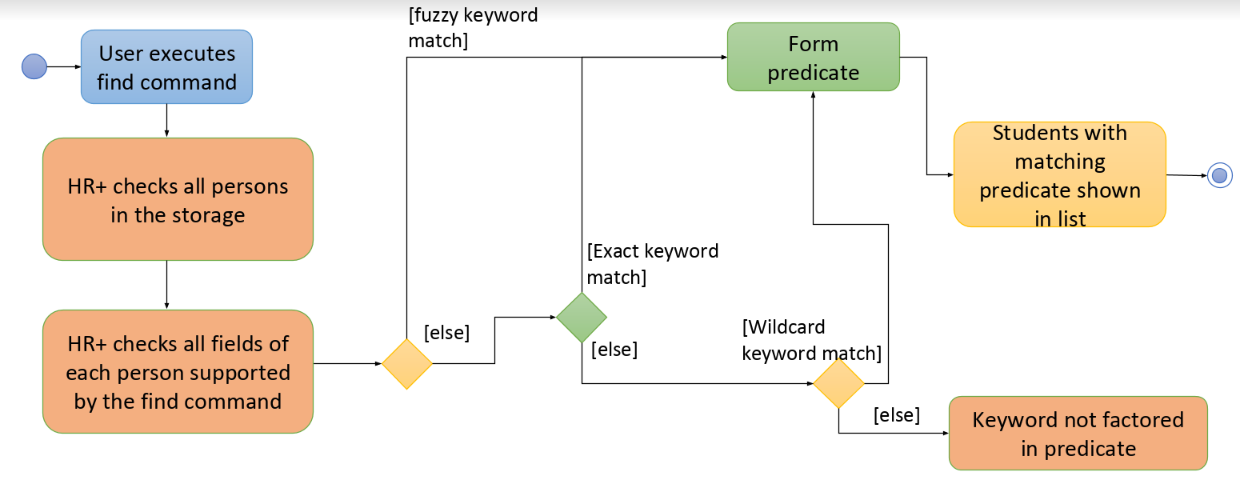 User executes
find command
HR+ checks all persons
in the storage
HR+ checks all fields of
each person supported
by the find command
[fuzzy keyword
match]
[else]
[Exact keyword
match]
[else]
[Wildcard
keyword match]
[else]
Form
predicate
Students with
matching
predicate shown
in list
Keyword not factored
in predicate